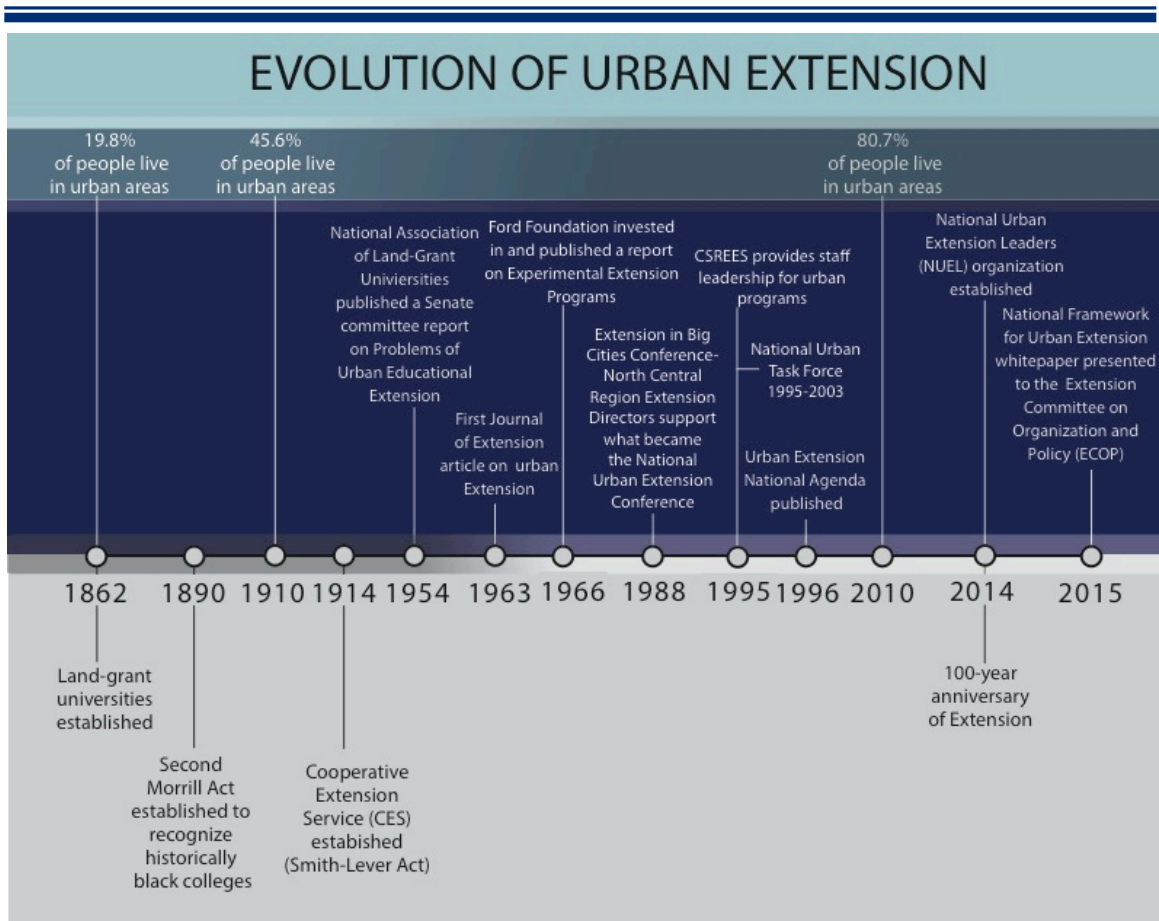 EVOLUTION OF URBAN EXTENSION
19.8%
of people live
in urban areas
45.6%
of people live
in urban areas
80.7%
of people live
in urban areas
National Association
of Land-Grant
Univiersities
published a Senate
committee report
on Problems of
Urban Educational
Extension
First Journal
of Extension
article on urban
Extension
Ford Foundation invested
in and published a report
on Experimental Extension
Programs
Extension in Big
Cities Conference-
North Central
Region Extension
Directors support
what became
the National
Urban Extension
Conference
CSREES provides staff
leadership for urban
programs
National Urban
Task Force
1995-2003
Urban Extension
National Agenda
published
National Urban
Extension Leaders
(NUEL) organization
established
National Framework
for Urban Extension
whitepaper presented
to the Extension
Committee on
Organization and
Policy (ECOP)
1862 1890 1910 1914 1954 1963 1966 1988 1995 1996 2010 2014 2015
Land-grant
universities
established
Second
Morrill Act
established to
recognize
historically
black colleges
Cooperative
Extension
Service (CES)
estabished
(Smith-Lever Act)
100-year
anniversary
of Extension